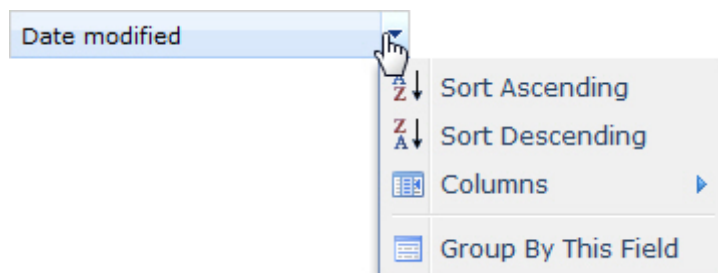 Date modified
Sort Ascending
Sort Descending
Columns
Group By This Field